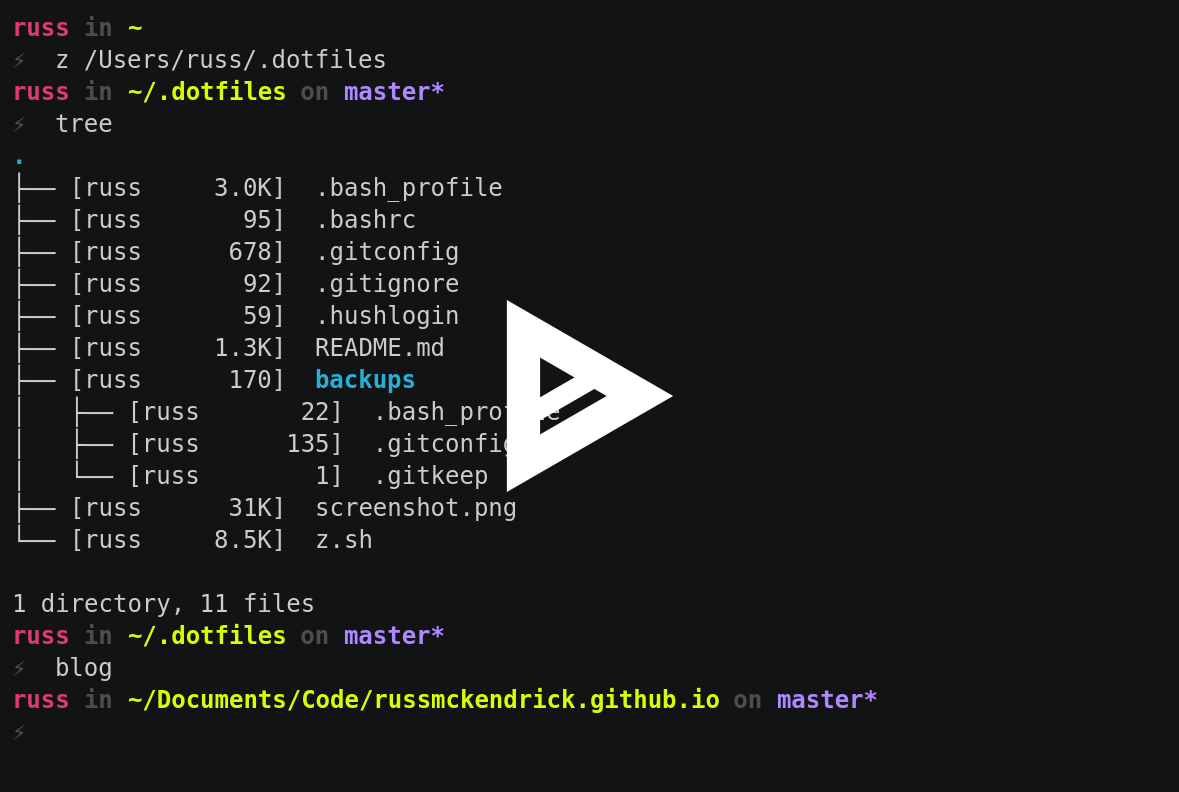 russ in ~
⚡  z /Users/russ/.dotfiles
russ in ~/.dotfiles on master*
⚡  tree
.
├── [russ     3.0K]  .bash_profile
├── [russ       95]  .bashrc
├── [russ      678]  .gitconfig
├── [russ       92]  .gitignore
├── [russ       59]  .hushlogin
├── [russ     1.3K]  README.md
├── [russ      170]  backups
│   ├── [russ       22]  .bash_profile
│   ├── [russ      135]  .gitconfig
│   └── [russ        1]  .gitkeep
├── [russ      31K]  screenshot.png
└── [russ     8.5K]  z.sh
1 directory, 11 files
russ in ~/.dotfiles on master*
⚡  blog
russ in ~/Documents/Code/russmckendrick.github.io on master*
⚡